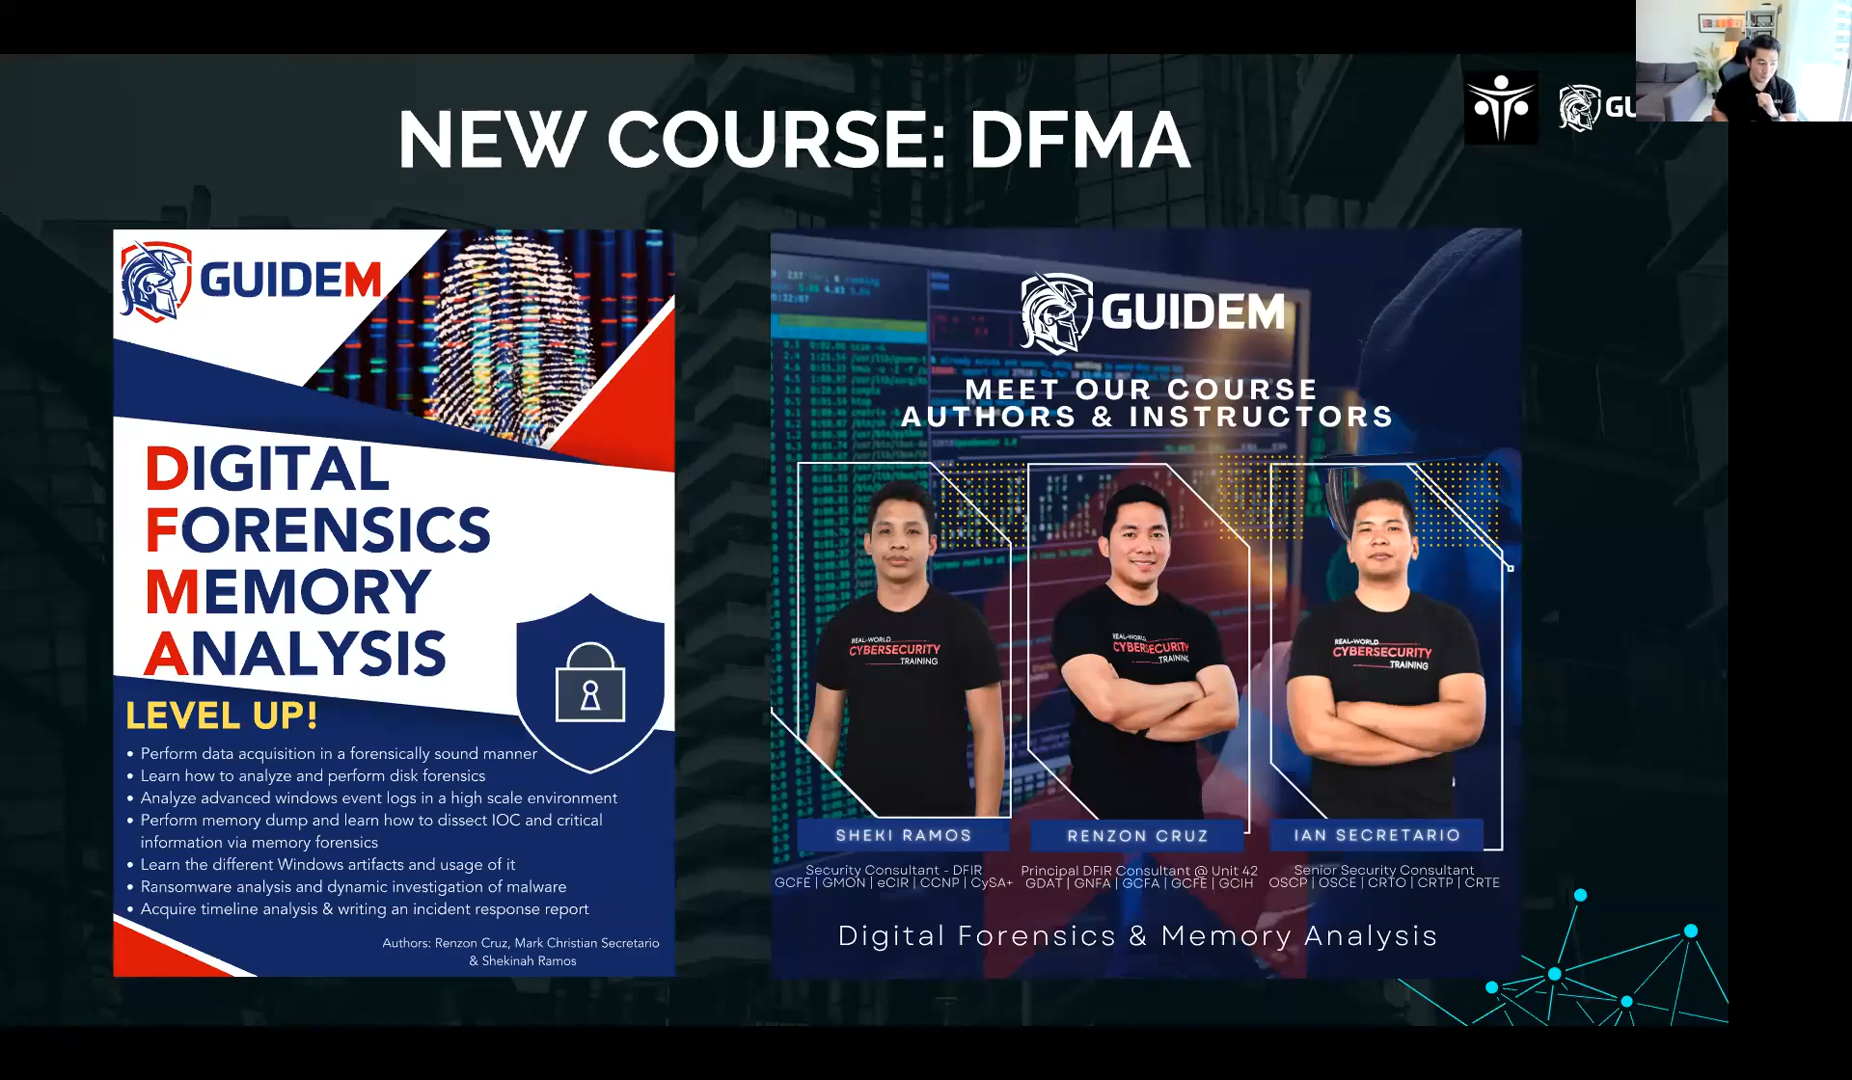 NEW COURSE: DFMA
GU
GUIDEM
DIGITAL
FORENSICS
MEMORY
ANALYSIS
LEVEL UP!
• Perform data acquisition in a forensically sound manner
• Learn how to analyze and perform disk forensics
• Analyze advanced windows event logs in a high scale environment
• Perform memory dump and learn how to dissect IOC and critical
information via memory forensics
• Learn the different Windows artifacts and usage of it
• Ransomware analysis and dynamic investigation of malware
• Acquire timeline analysis & writing an incident response report
Authors: Renzon Cruz, Mark Christian Secretario
& Shekinah Ramos
GUIDEM
MEET OUR COURSE
AUTHORS & INSTRUCTORS
REAL-WORLD
CYBERSECURITY
TRAINING
REAL-WORLD
CYBERSECURITY
TRAINING
REAL-WORLD
CYBERSECURITY
TRAINING
SHEKI RAMOS
Security Consultant - DFIR
GCFE | GMON | eCIR | CCNP | CySA+
RENZON CRUZ
Principal DFIR Consultant @ Unit 42
GDAT | GNFA | GCFA | GCFE | GCIH
IAN SECRETARIO
Senior Security Consultant
OSCP | OSCE | CRTO | CRTP | CRTE
Digital Forensics & Memory Analysis